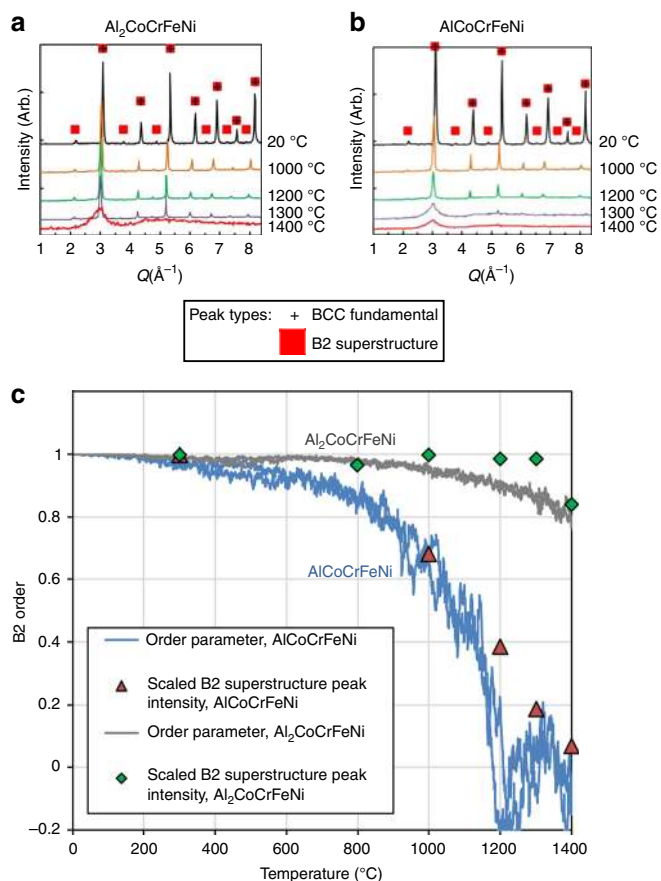 a
Al₂CoCrFeNi
Intensity (Arb.)
20 °C
1000 °C
1200 °C
1300 °C
1400 °C
1 2 3 4 5 6 7 8
Q(Å⁻¹)
b
AlCoCrFeNi
Intensity (Arb.)
20 °C
1000 °C
1200 °C
1300 °C
1400 °C
1 2 3 4 5 6 7 8
Q(Å⁻¹)
Peak types: + BCC fundamental
B2 superstructure
c
B2 order
1
0.8
0.6
0.4
0.2
0
−0.2
Al₂CoCrFeNi
AlCoCrFeNi
Order parameter, AlCoCrFeNi
Scaled B2 superstructure peak
intensity, AlCoCrFeNi
Order parameter, Al₂CoCrFeNi
Scaled B2 superstructure peak
intensity, Al₂CoCrFeNi
0 200 400 600 800 1000 1200 1400
Temperature (°C)